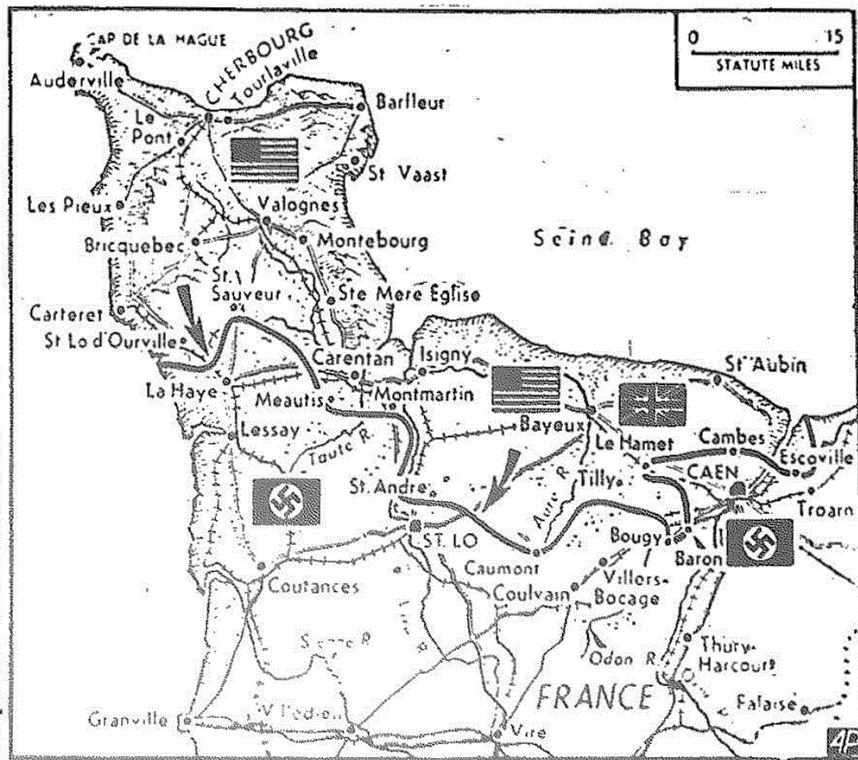 CAP DE LA HAGUE
0 15
STATUTE MILES
Auderville
CHERBOURG
Tourlaville
Barfleur
Le
Pont
St Vaast
Les Pieux
Valognes
Bricquebec
Montebourg
Seine Bay
St.
Sauveur
Ste Mere Eglise
Carteret
St Lo d'Ourville
Carentan
Isigny
St Aubin
La Haye
Meautis
Montmartin
Bayeux
Le Hamet
Cambes
Escoville
Lessay
Taute R.
CAEN
St. Andre
Aure R.
Tilly
Troarn
ST. LO
Bougy
Baron
Caumont
Coutances
Coulvain
Villers-
Bocage
Odon R.
Thury-
Harcourt
FRANCE
Falaise
Granville
Vire
AP